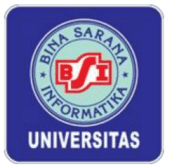 BINA SARANA
BSI
INFORMATIKA
UNIVERSITAS